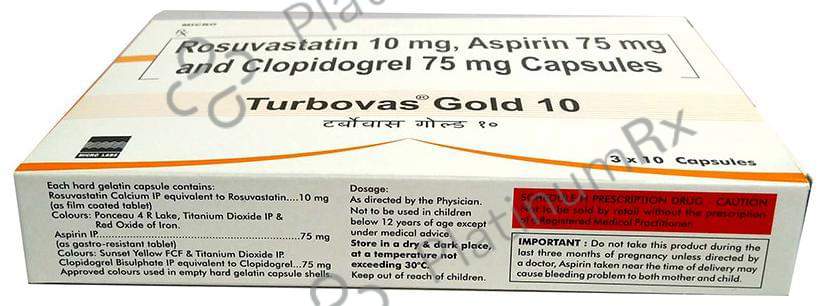 MICRO
Rx
Rosuvastatin 10 mg, Aspirin 75 mg
and Clopidogrel 75 mg Capsules
Turbovas® Gold 10
टर्बोवास गोल्ड १०
MICRO LABS
3 x 10 Capsules
Each hard gelatin capsule contains:
Rosuvastatin Calcium IP equivalent to Rosuvastatin....10 mg
(as film coated tablet)
Colours: Ponceau 4 R Lake, Titanium Dioxide IP &
Red Oxide of Iron.
Aspirin IP..................................................75 mg
(as gastro-resistant tablet)
Colours: Sunset Yellow FCF & Titanium Dioxide IP.
Clopidogrel Bisulphate IP equivalent to Clopidogrel...75 mg
Approved colours used in empty hard gelatin capsule shells.
Dosage:
As directed by the Physician.
Not to be used in children
below 12 years of age except
under medical advice.
Store in a dry & dark place,
at a temperature not
exceeding 30°C.
Keep out of reach of children.
SCHEDULE H PRESCRIPTION DRUG - CAUTION
Not to be sold by retail without the prescription
of a Registered Medical Practitioner.
IMPORTANT : Do not take this product during the
last three months of pregnancy unless directed by
a doctor, Aspirin taken near the time of delivery may
cause bleeding problem to both mother and child.
PlatinumRx